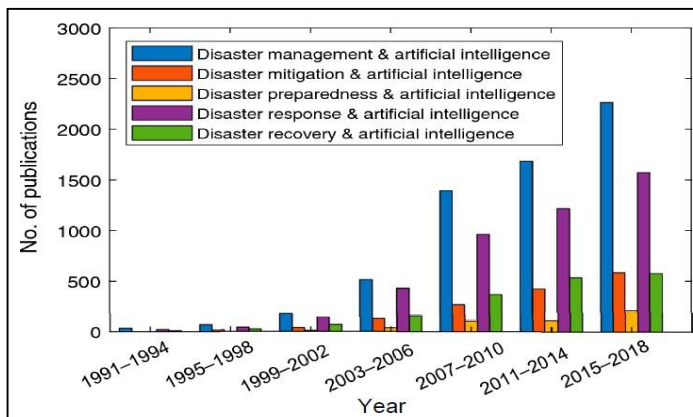 3000
2500
2000
1500
1000
500
0
No. of publications
Disaster management & artificial intelligence
Disaster mitigation & artificial intelligence
Disaster preparedness & artificial intelligence
Disaster response & artificial intelligence
Disaster recovery & artificial intelligence
1991–1994
1995–1998
1999–2002
2003–2006
2007–2010
2011–2014
2015–2018
Year